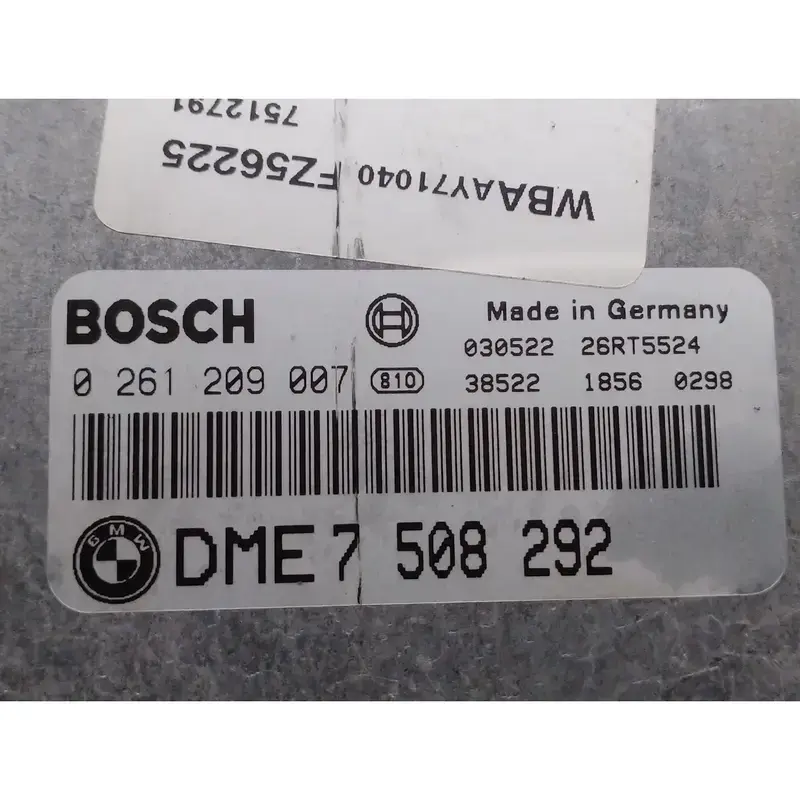 7512791
WBAAY71040 FZ56225
BOSCH
Made in Germany
030522 26RT5524
0 261 209 007 810 38522 1856 0298
BMW DME 7 508 292